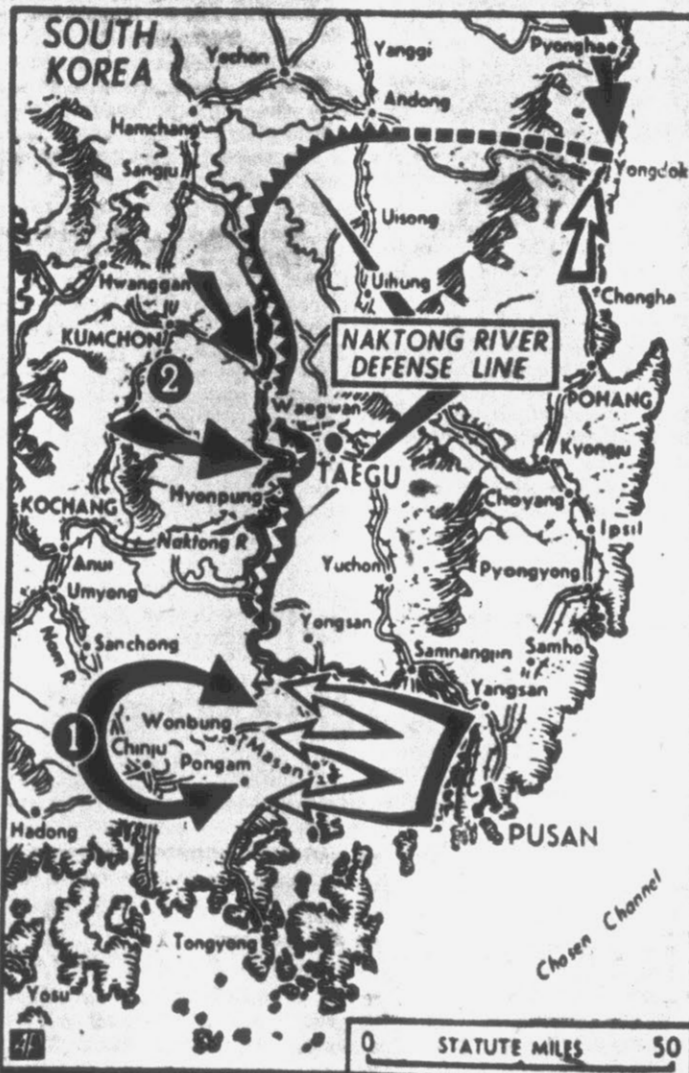 SOUTH
KOREA
Yechon
Yanggi
Pyonghae
Andong
Hamchang
Sangju
Yongdok
Uisong
Hwanggan
Uihung
Chongha
KUMCHON
NAKTONG RIVER
DEFENSE LINE
2
POHANG
Waegwan
TAEGU
Kyongju
Hyonpung
Choyang
KOCHANG
Ipsil
Naktong R
Anui
Yuchon
Pyongyong
Umyong
Yongsan
Nam R
Sanchong
Samnangjin
Samho
Yangsan
1
Wonbung
Chinju
Masan
Pongam
Hadong
PUSAN
Tongyong
Chosen Channel
Yosu
AP
0 STATUTE MILES 50